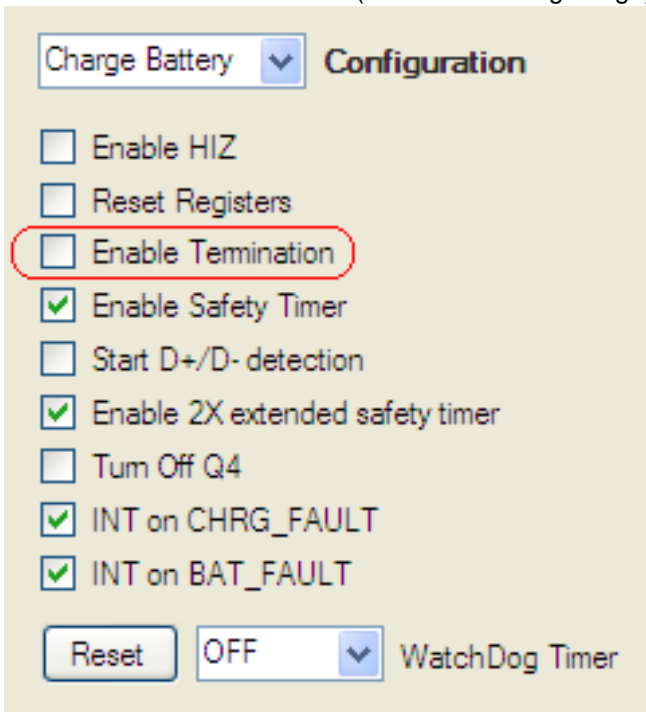 Charge Battery Configuration
Enable HIZ
Reset Registers
Enable Termination
Enable Safety Timer
Start D+/D- detection
Enable 2X extended safety timer
Turn Off Q4
INT on CHRG_FAULT
INT on BAT_FAULT
Reset OFF WatchDog Timer